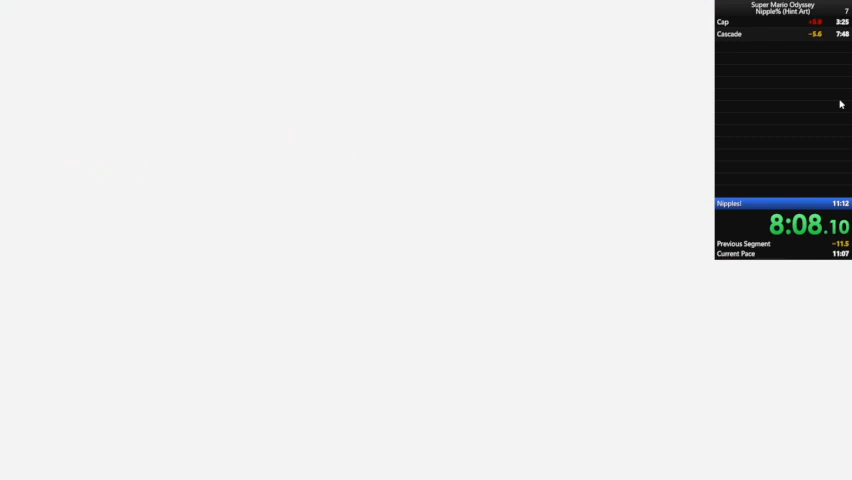 Super Mario Odyssey
Nipple% (Hint Art) 7
Cap +5.9 3:25
Cascade −5.6 7:48
Nipples! 11:12
8:08.10
Previous Segment −11.5
Current Pace 11:07